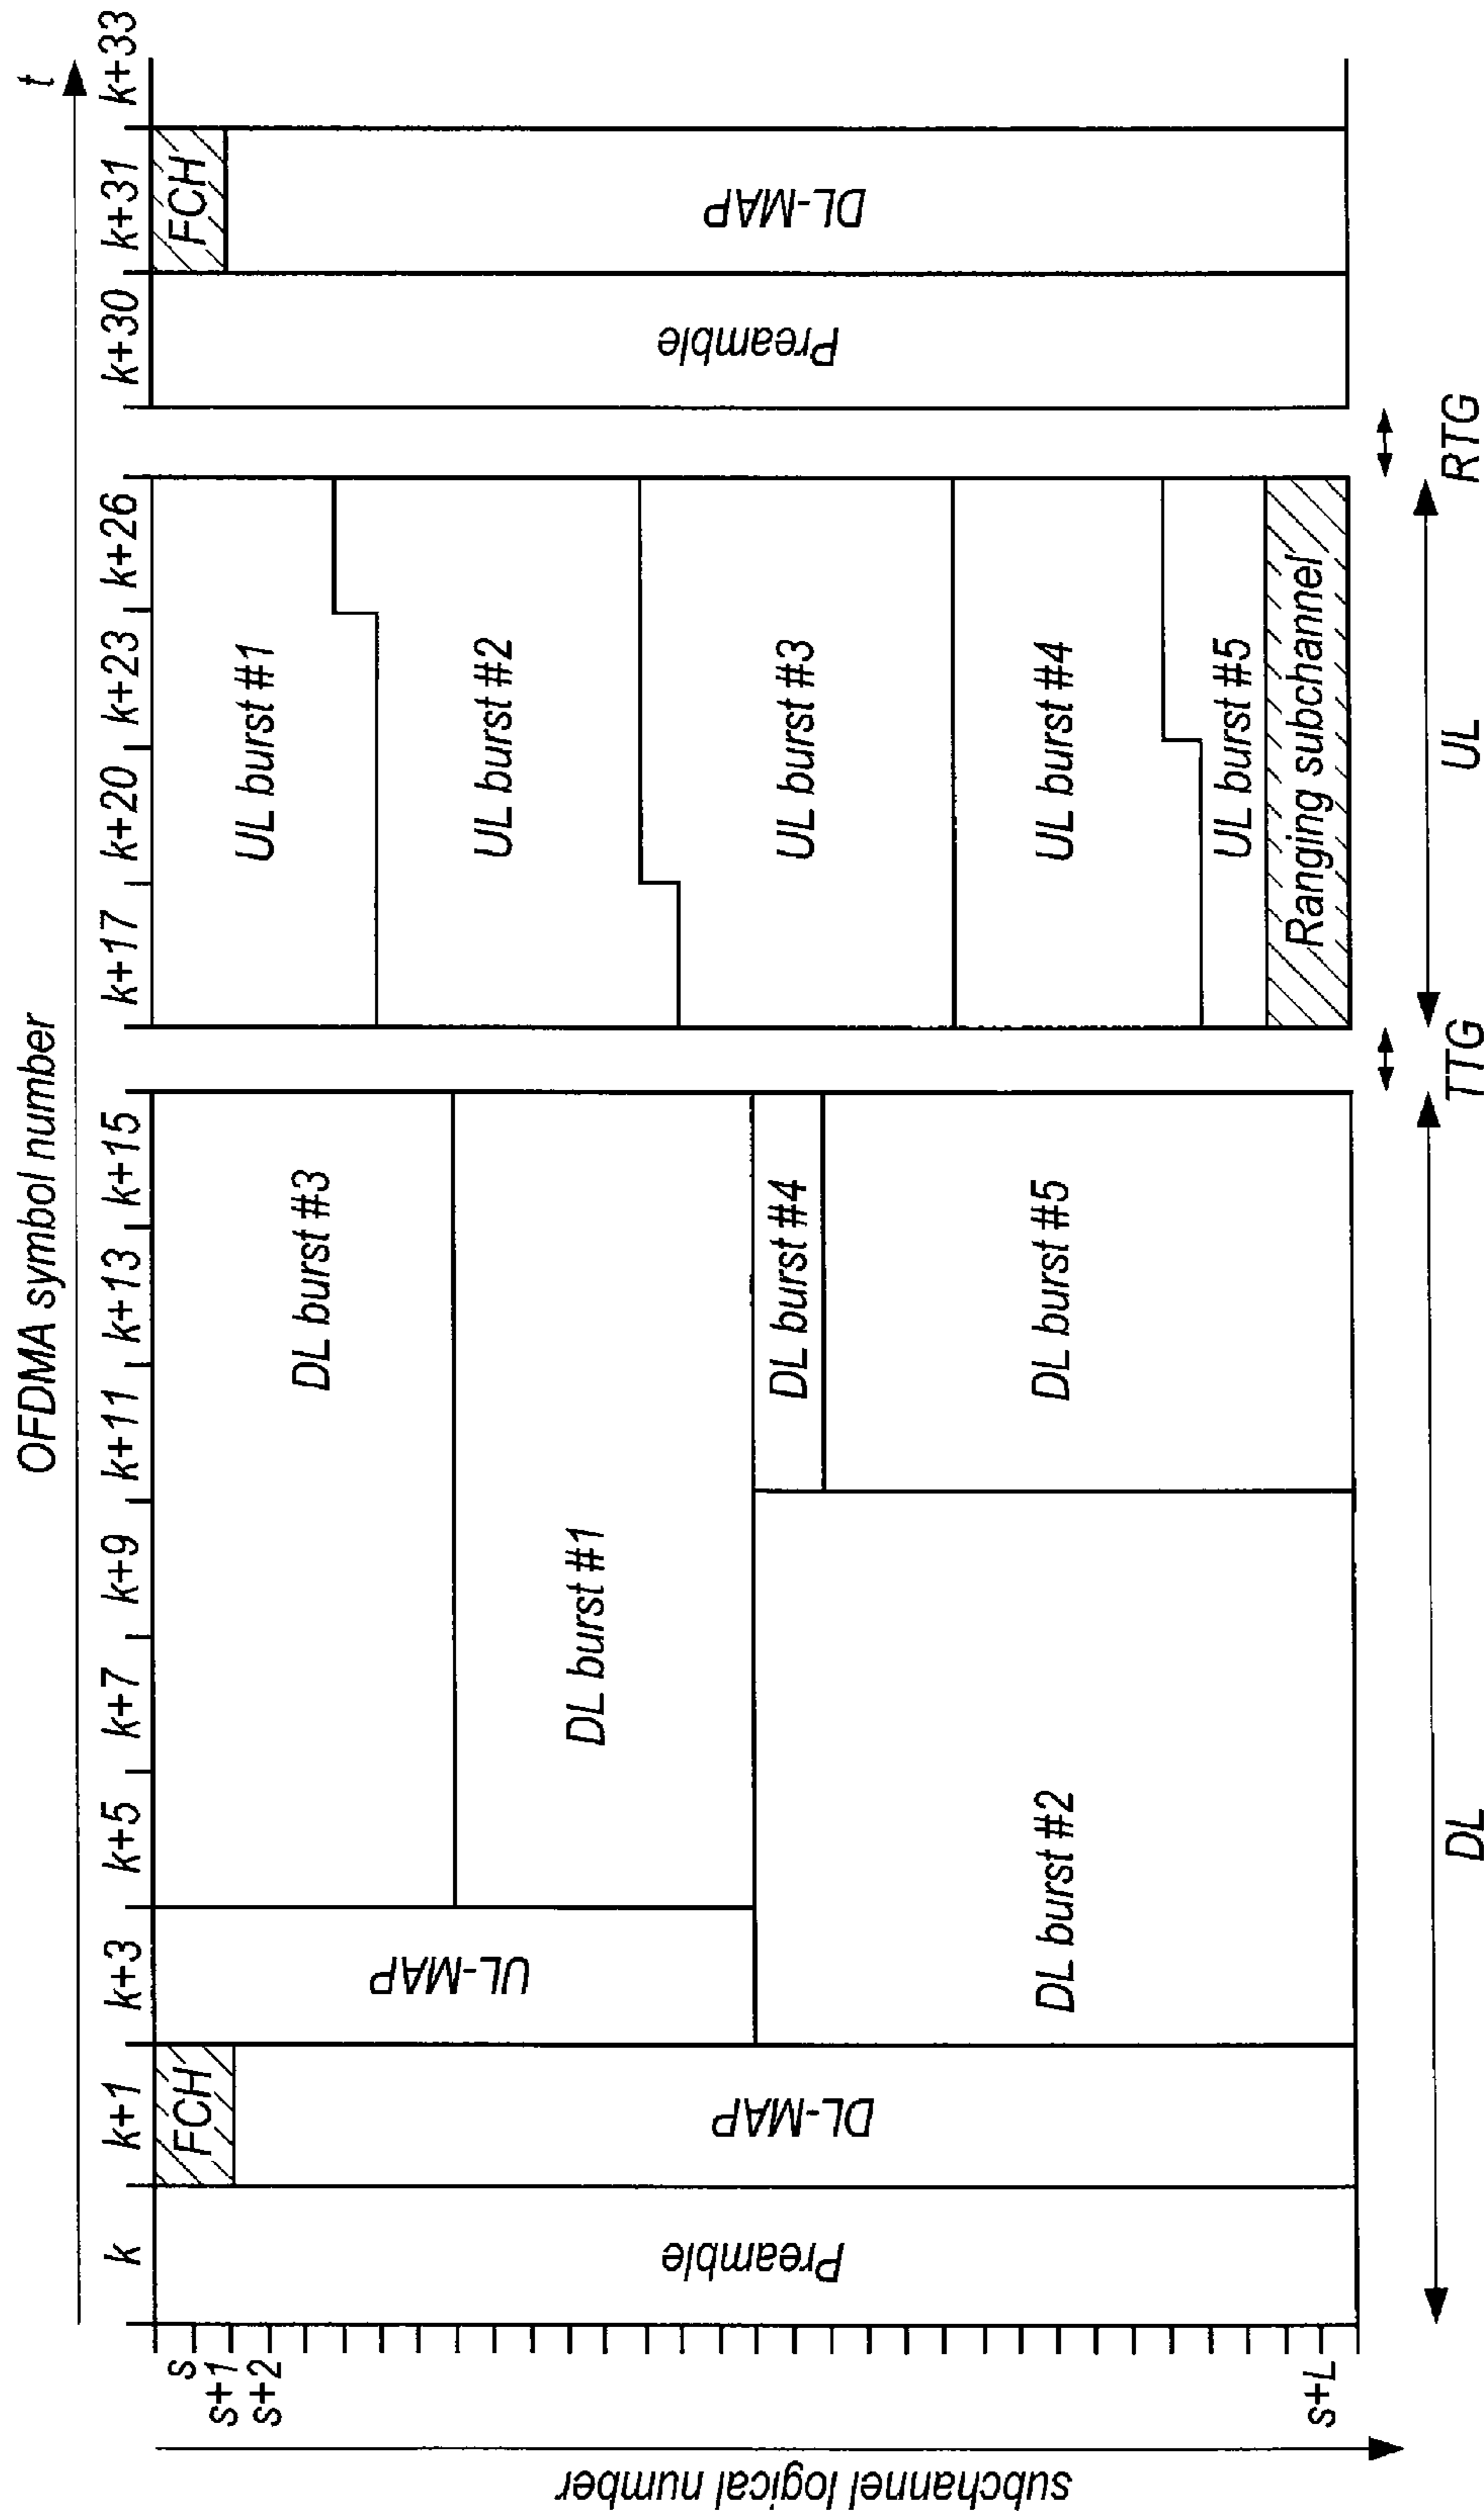 OFDMA symbol number
t
k k+1 k+3 k+5 k+7 k+9 k+11 k+13 k+15 k+17 k+20 k+23 k+26 k+30 k+31 k+33
subchannel logical number
s
s+1
s+2
s+L
Preamble
FCH
DL-MAP
UL-MAP
DL burst #3
DL burst #1
DL burst #2
DL burst #4
DL burst #5
UL burst #1
UL burst #2
UL burst #3
UL burst #4
UL burst #5
Ranging subchannel
Preamble
FCH
DL-MAP
DL
TTG
UL
RTG